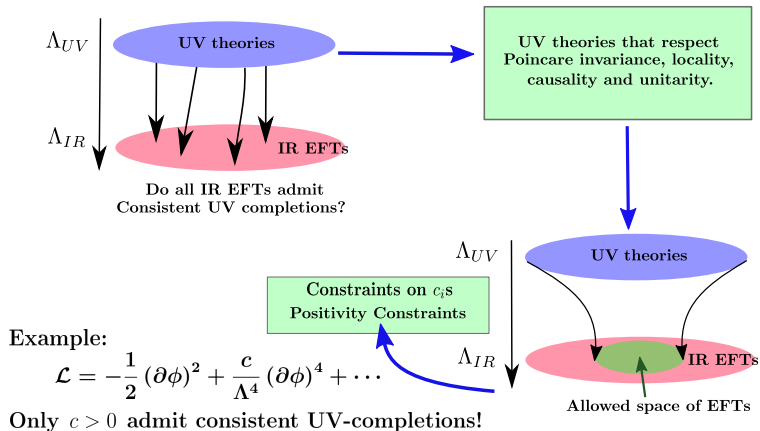 Λ_UV
UV theories
Λ_IR
IR EFTs
Do all IR EFTs admit
Consistent UV completions?
UV theories that respect
Poincare invariance, locality,
causality and unitarity.
Λ_UV
UV theories
Λ_IR
IR EFTs
Allowed space of EFTs
Constraints on c_i s
Positivity Constraints
Example:
𝓛 = −1/2 (∂ϕ)² + c/Λ⁴ (∂ϕ)⁴ + ⋯
Only c > 0 admit consistent UV-completions!